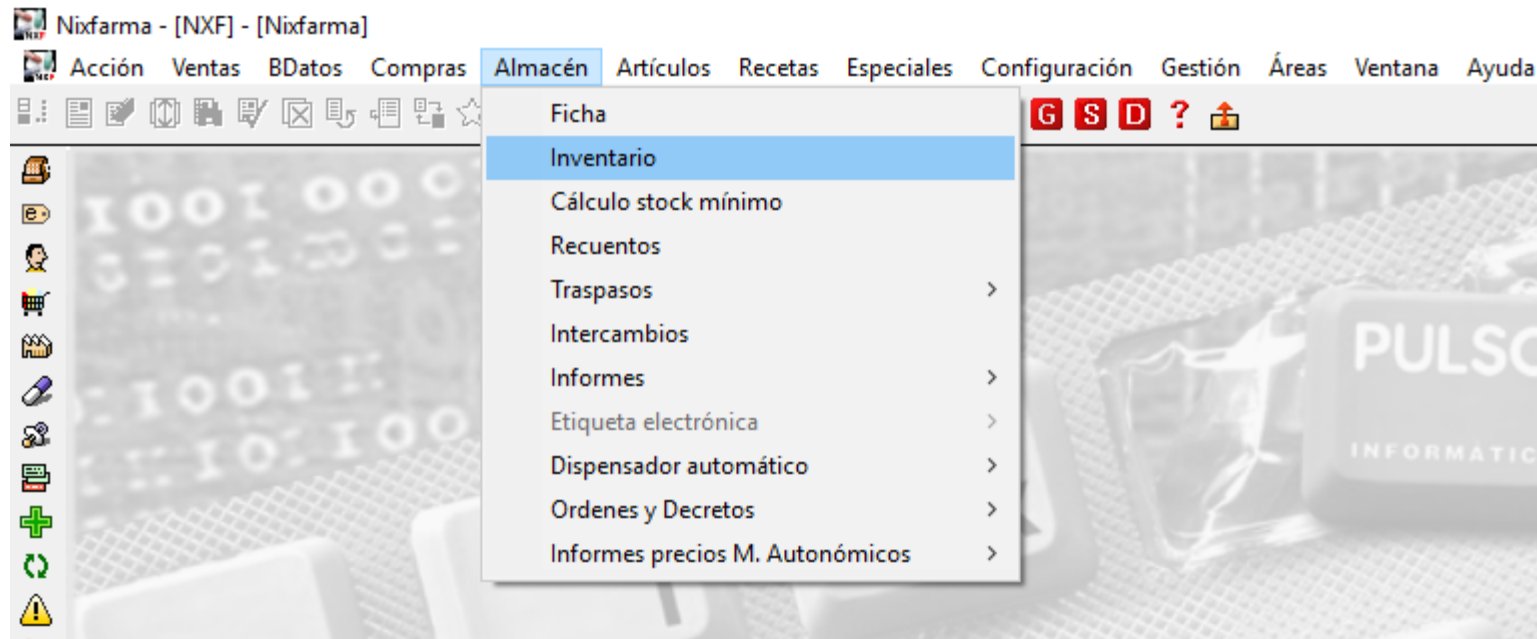 Nixfarma - [NXF] - [Nixfarma]
Acción Ventas BDatos Compras Almacén Artículos Recetas Especiales Configuración Gestión Áreas Ventana Ayuda
G S D ?
Ficha
Inventario
Cálculo stock mínimo
Recuentos
Traspasos
Intercambios
Informes
Etiqueta electrónica
Dispensador automático
Ordenes y Decretos
Informes precios M. Autonómicos
PULSO
INFORMATIC